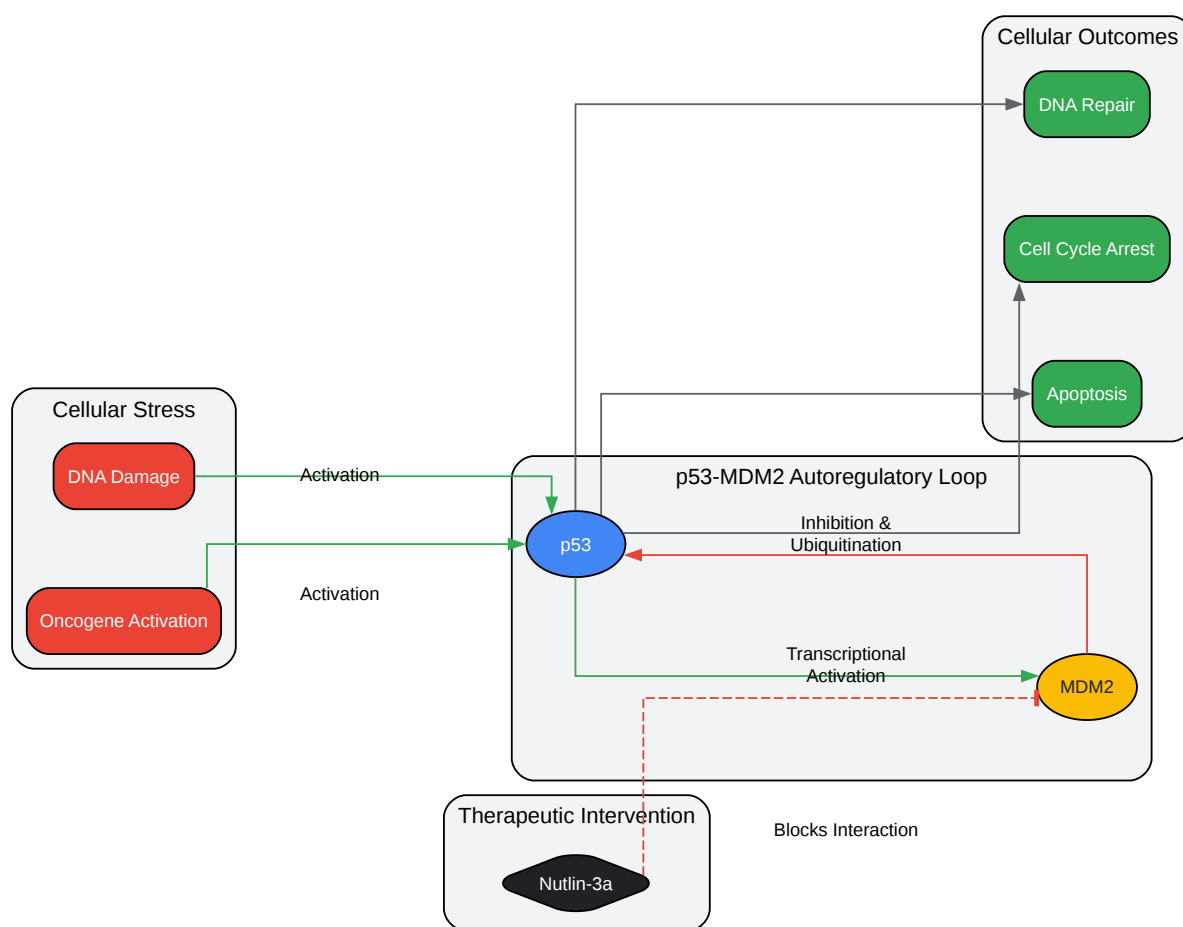 Cellular Outcomes
DNA Repair
Cell Cycle Arrest
Apoptosis
Cellular Stress
DNA Damage
Oncogene Activation
Activation
Activation
p53-MDM2 Autoregulatory Loop
p53
Inhibition &
Ubiquitination
Transcriptional
Activation
MDM2
Therapeutic Intervention
Nutlin-3a
Blocks Interaction